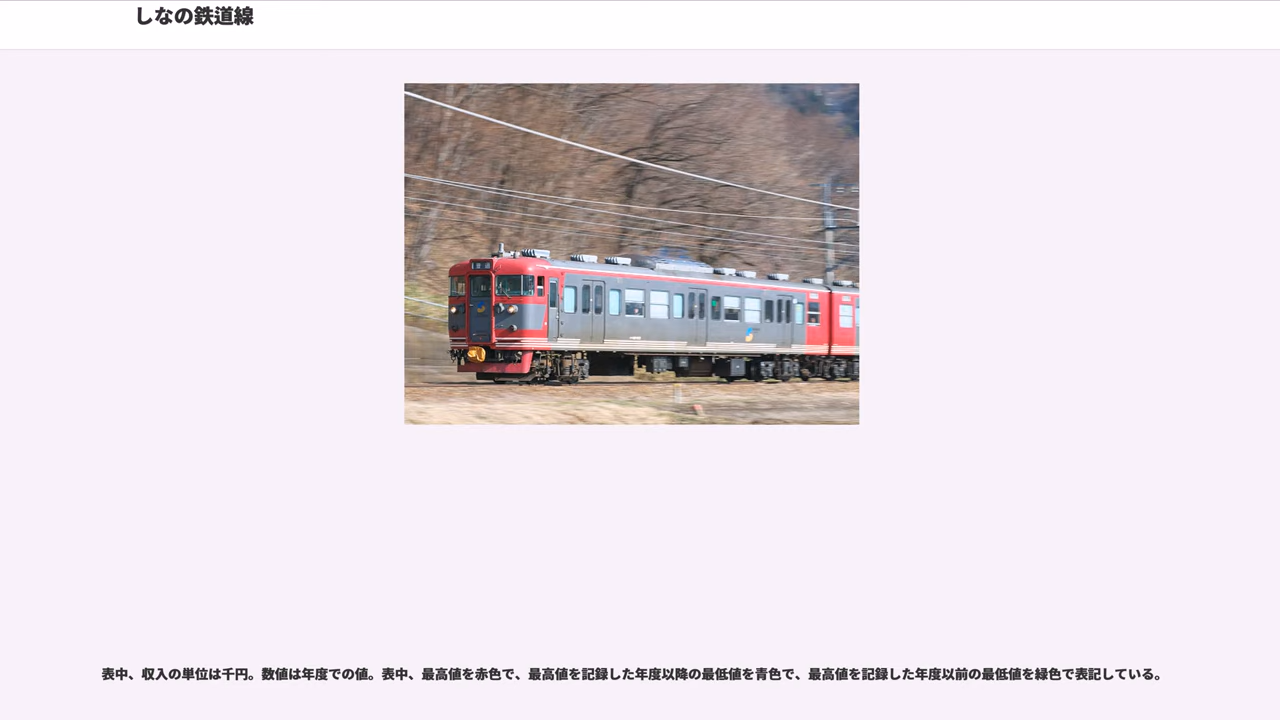 しなの鉄道線
普通
表中、収入の単位は千円。数値は年度での値。表中、最高値を赤色で、最高値を記録した年度以降の最低値を青色で、最高値を記録した年度以前の最低値を緑色で表記している。